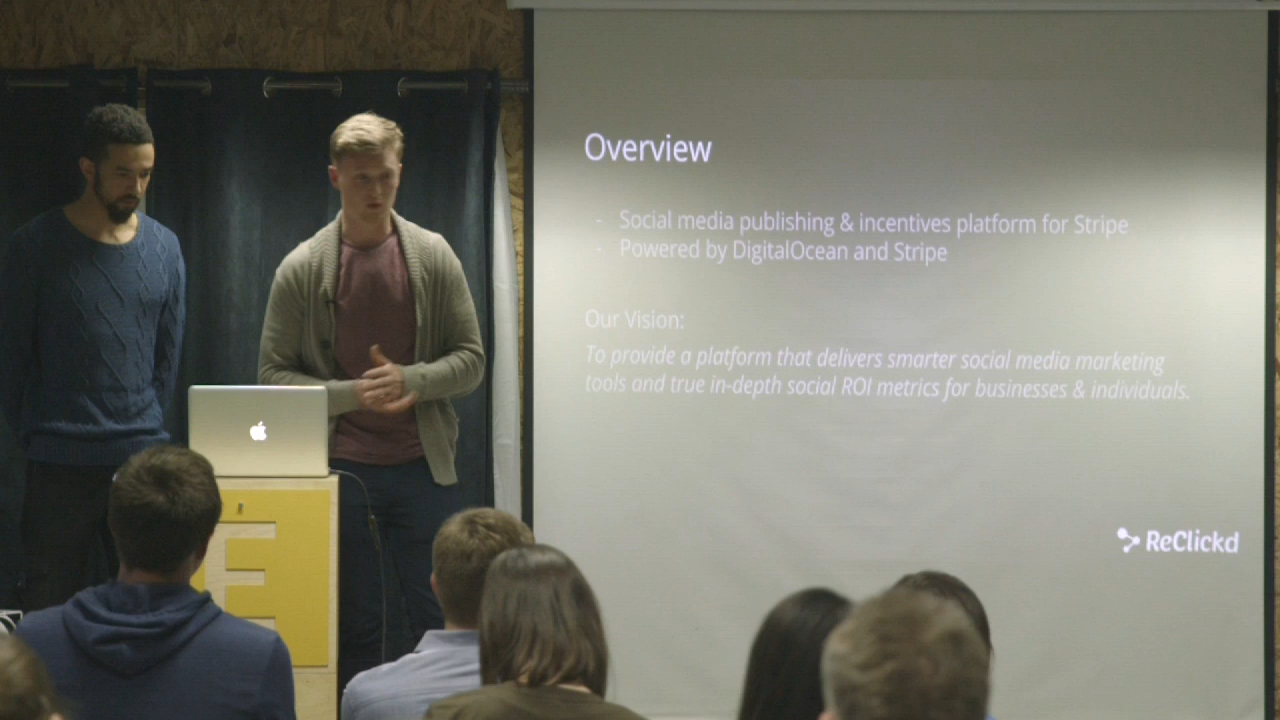 Overview
- Social media publishing & incentives platform for Stripe
- Powered by DigitalOcean and Stripe
Our Vision:
To provide a platform that delivers smarter social media marketing
tools and true in-depth social ROI metrics for businesses & individuals.
ReClickd
E